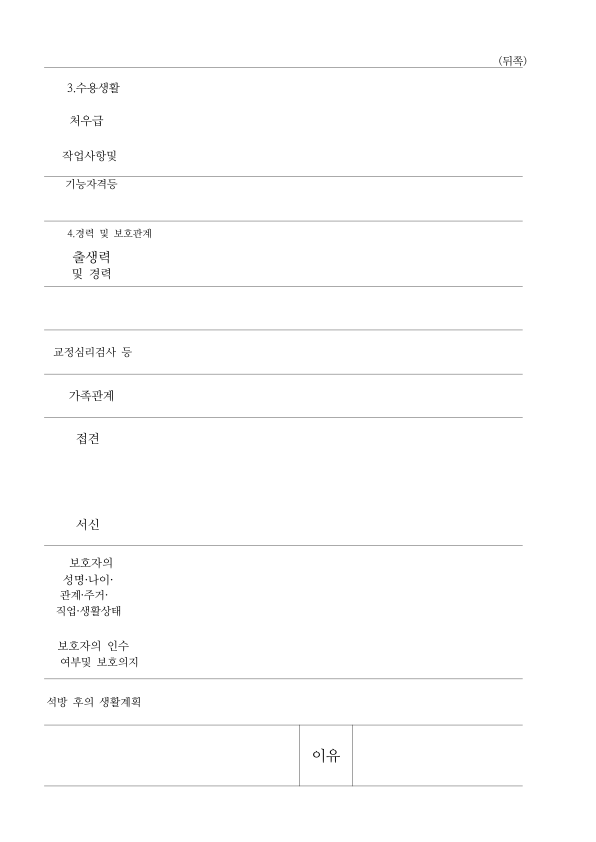 (뒤쪽)
3.수용생활
처우급
작업사항및
기능자격등
4.경력 및 보호관계
출생력
및 경력
교정심리검사 등
가족관계
접견
서신
보호자의
성명·나이·
관계·주거·
직업·생활상태
보호자의 인수
여부및 보호의지
석방 후의 생활계획
이유